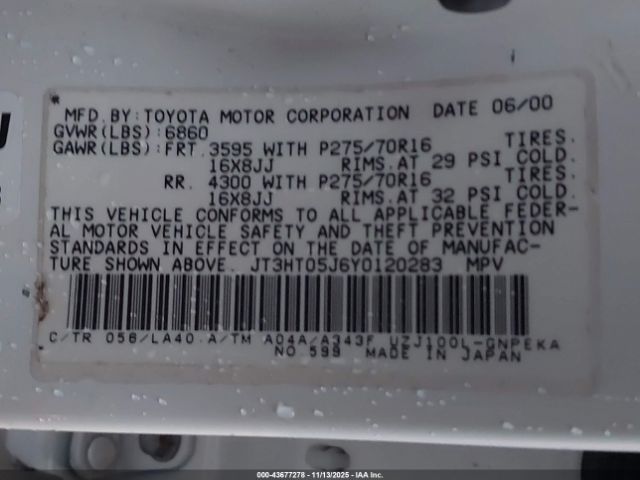 MFD.BY:TOYOTA MOTOR CORPORATION DATE 06/00
GVWR(LBS):6860
GAWR(LBS):FRT.3595 WITH P275/70R16 TIRES.
16X8JJ RIMS.AT 29 PSI COLD.
RR. 4300 WITH P275/70R16 TIRES.
16X8JJ RIMS.AT 32 PSI COLD.
THIS VEHICLE CONFORMS TO ALL APPLICABLE FEDER-
AL MOTOR VEHICLE SAFETY AND THEFT PREVENTION
STANDARDS IN EFFECT ON THE DATE OF MANUFAC-
TURE SHOWN ABOVE. JT3HT05J6Y0120283 MPV
C/TR 056/LA40.A/TM A04A/A343F UZJ100L-GNPEKA
NO 599 MADE IN JAPAN
000-43677278 - 11/13/2025 - IAA Inc.